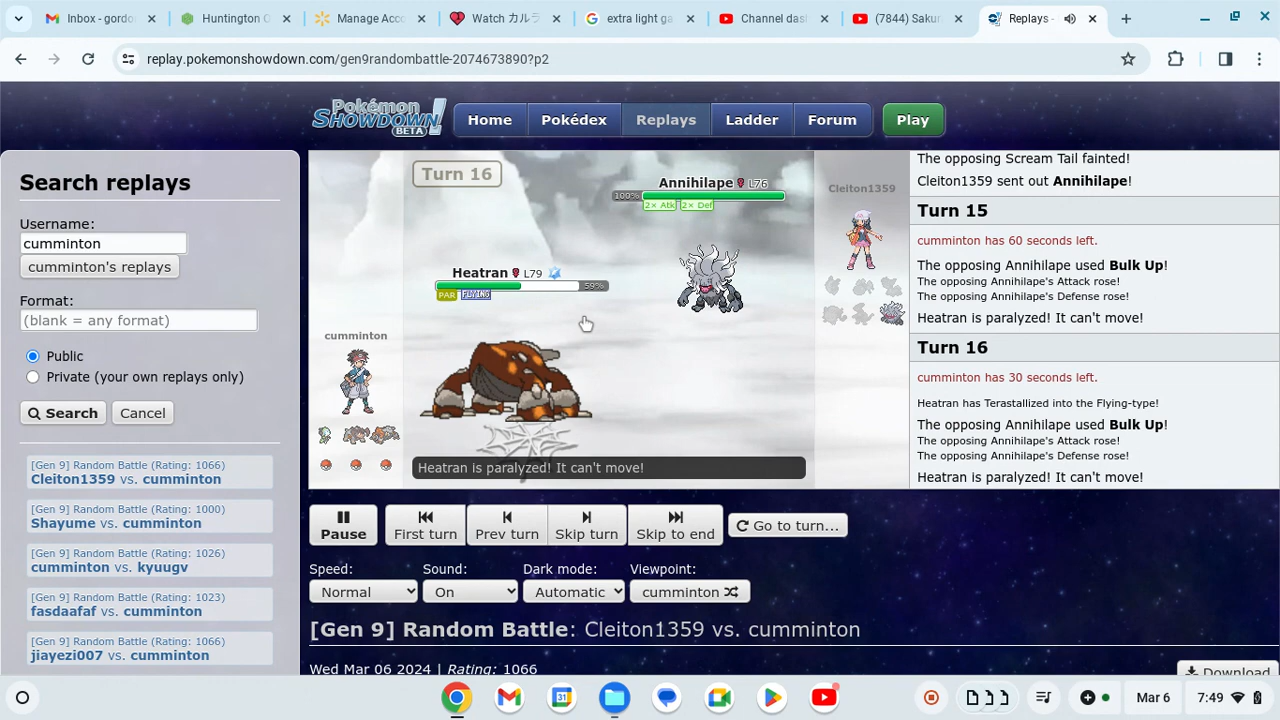 Inbox - gordo
Huntington C
Manage Acco
Watch カルラ
extra light ga
Channel dash
(7844) Sakur
Replays -
replay.pokemonshowdown.com/gen9randombattle-2074673890?p2
Pokémon SHOWDOWN! BETA
Home
Pokédex
Replays
Ladder
Forum
Play
Search replays
Username:
cumminton
cumminton's replays
Format:
(blank = any format)
Public
Private (your own replays only)
Search
Cancel
[Gen 9] Random Battle (Rating: 1066)
Cleiton1359 vs. cumminton
[Gen 9] Random Battle (Rating: 1000)
Shayume vs. cumminton
[Gen 9] Random Battle (Rating: 1026)
cumminton vs. kyuugv
[Gen 9] Random Battle (Rating: 1023)
fasdaafaf vs. cumminton
[Gen 9] Random Battle (Rating: 1066)
jiayezi007 vs. cumminton
Turn 16
Annihilape L76
100%
2× Atk 2× Def
Cleiton1359
Heatran L79
59%
PAR FLYING
cumminton
Heatran is paralyzed! It can't move!
The opposing Scream Tail fainted!
Cleiton1359 sent out Annihilape!
Turn 15
cumminton has 60 seconds left.
The opposing Annihilape used Bulk Up!
The opposing Annihilape's Attack rose!
The opposing Annihilape's Defense rose!
Heatran is paralyzed! It can't move!
Turn 16
cumminton has 30 seconds left.
Heatran has Terastallized into the Flying-type!
The opposing Annihilape used Bulk Up!
The opposing Annihilape's Attack rose!
The opposing Annihilape's Defense rose!
Heatran is paralyzed! It can't move!
Pause
First turn
Prev turn
Skip turn
Skip to end
Go to turn...
Speed:
Sound:
Dark mode:
Viewpoint:
Normal
On
Automatic
cumminton
[Gen 9] Random Battle: Cleiton1359 vs. cumminton
Wed Mar 06 2024 | Rating: 1066
Download
31
Mar 6
7:49